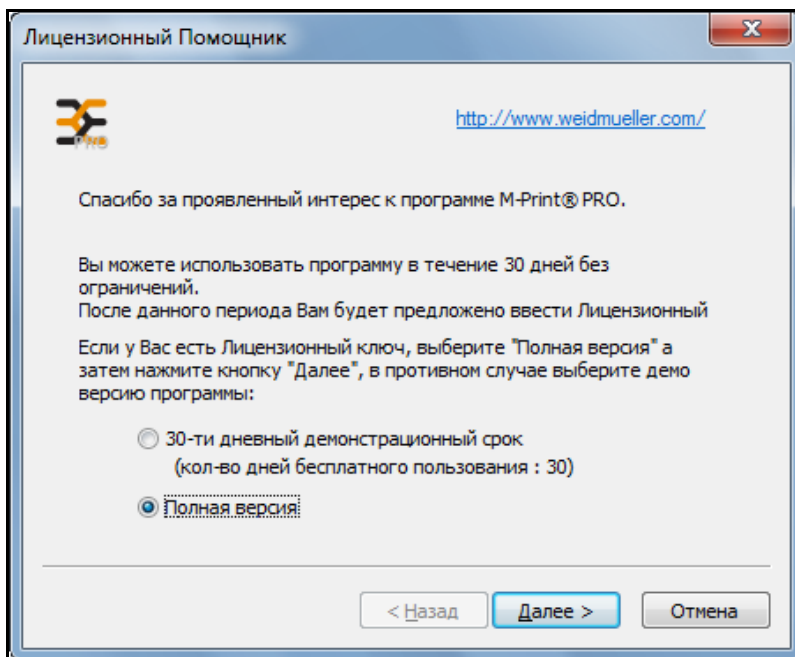 Лицензионный Помощник
PRO
http://www.weidmueller.com/
Спасибо за проявленный интерес к программе M-Print® PRO.
Вы можете использовать программу в течение 30 дней без
ограничений.
После данного периода Вам будет предложено ввести Лицензионный
Если у Вас есть Лицензионный ключ, выберите "Полная версия" а
затем нажмите кнопку "Далее", в противном случае выберите демо
версию программы:
30-ти дневный демонстрационный срок
(кол-во дней бесплатного пользования : 30)
Полная версия
< Назад
Далее >
Отмена